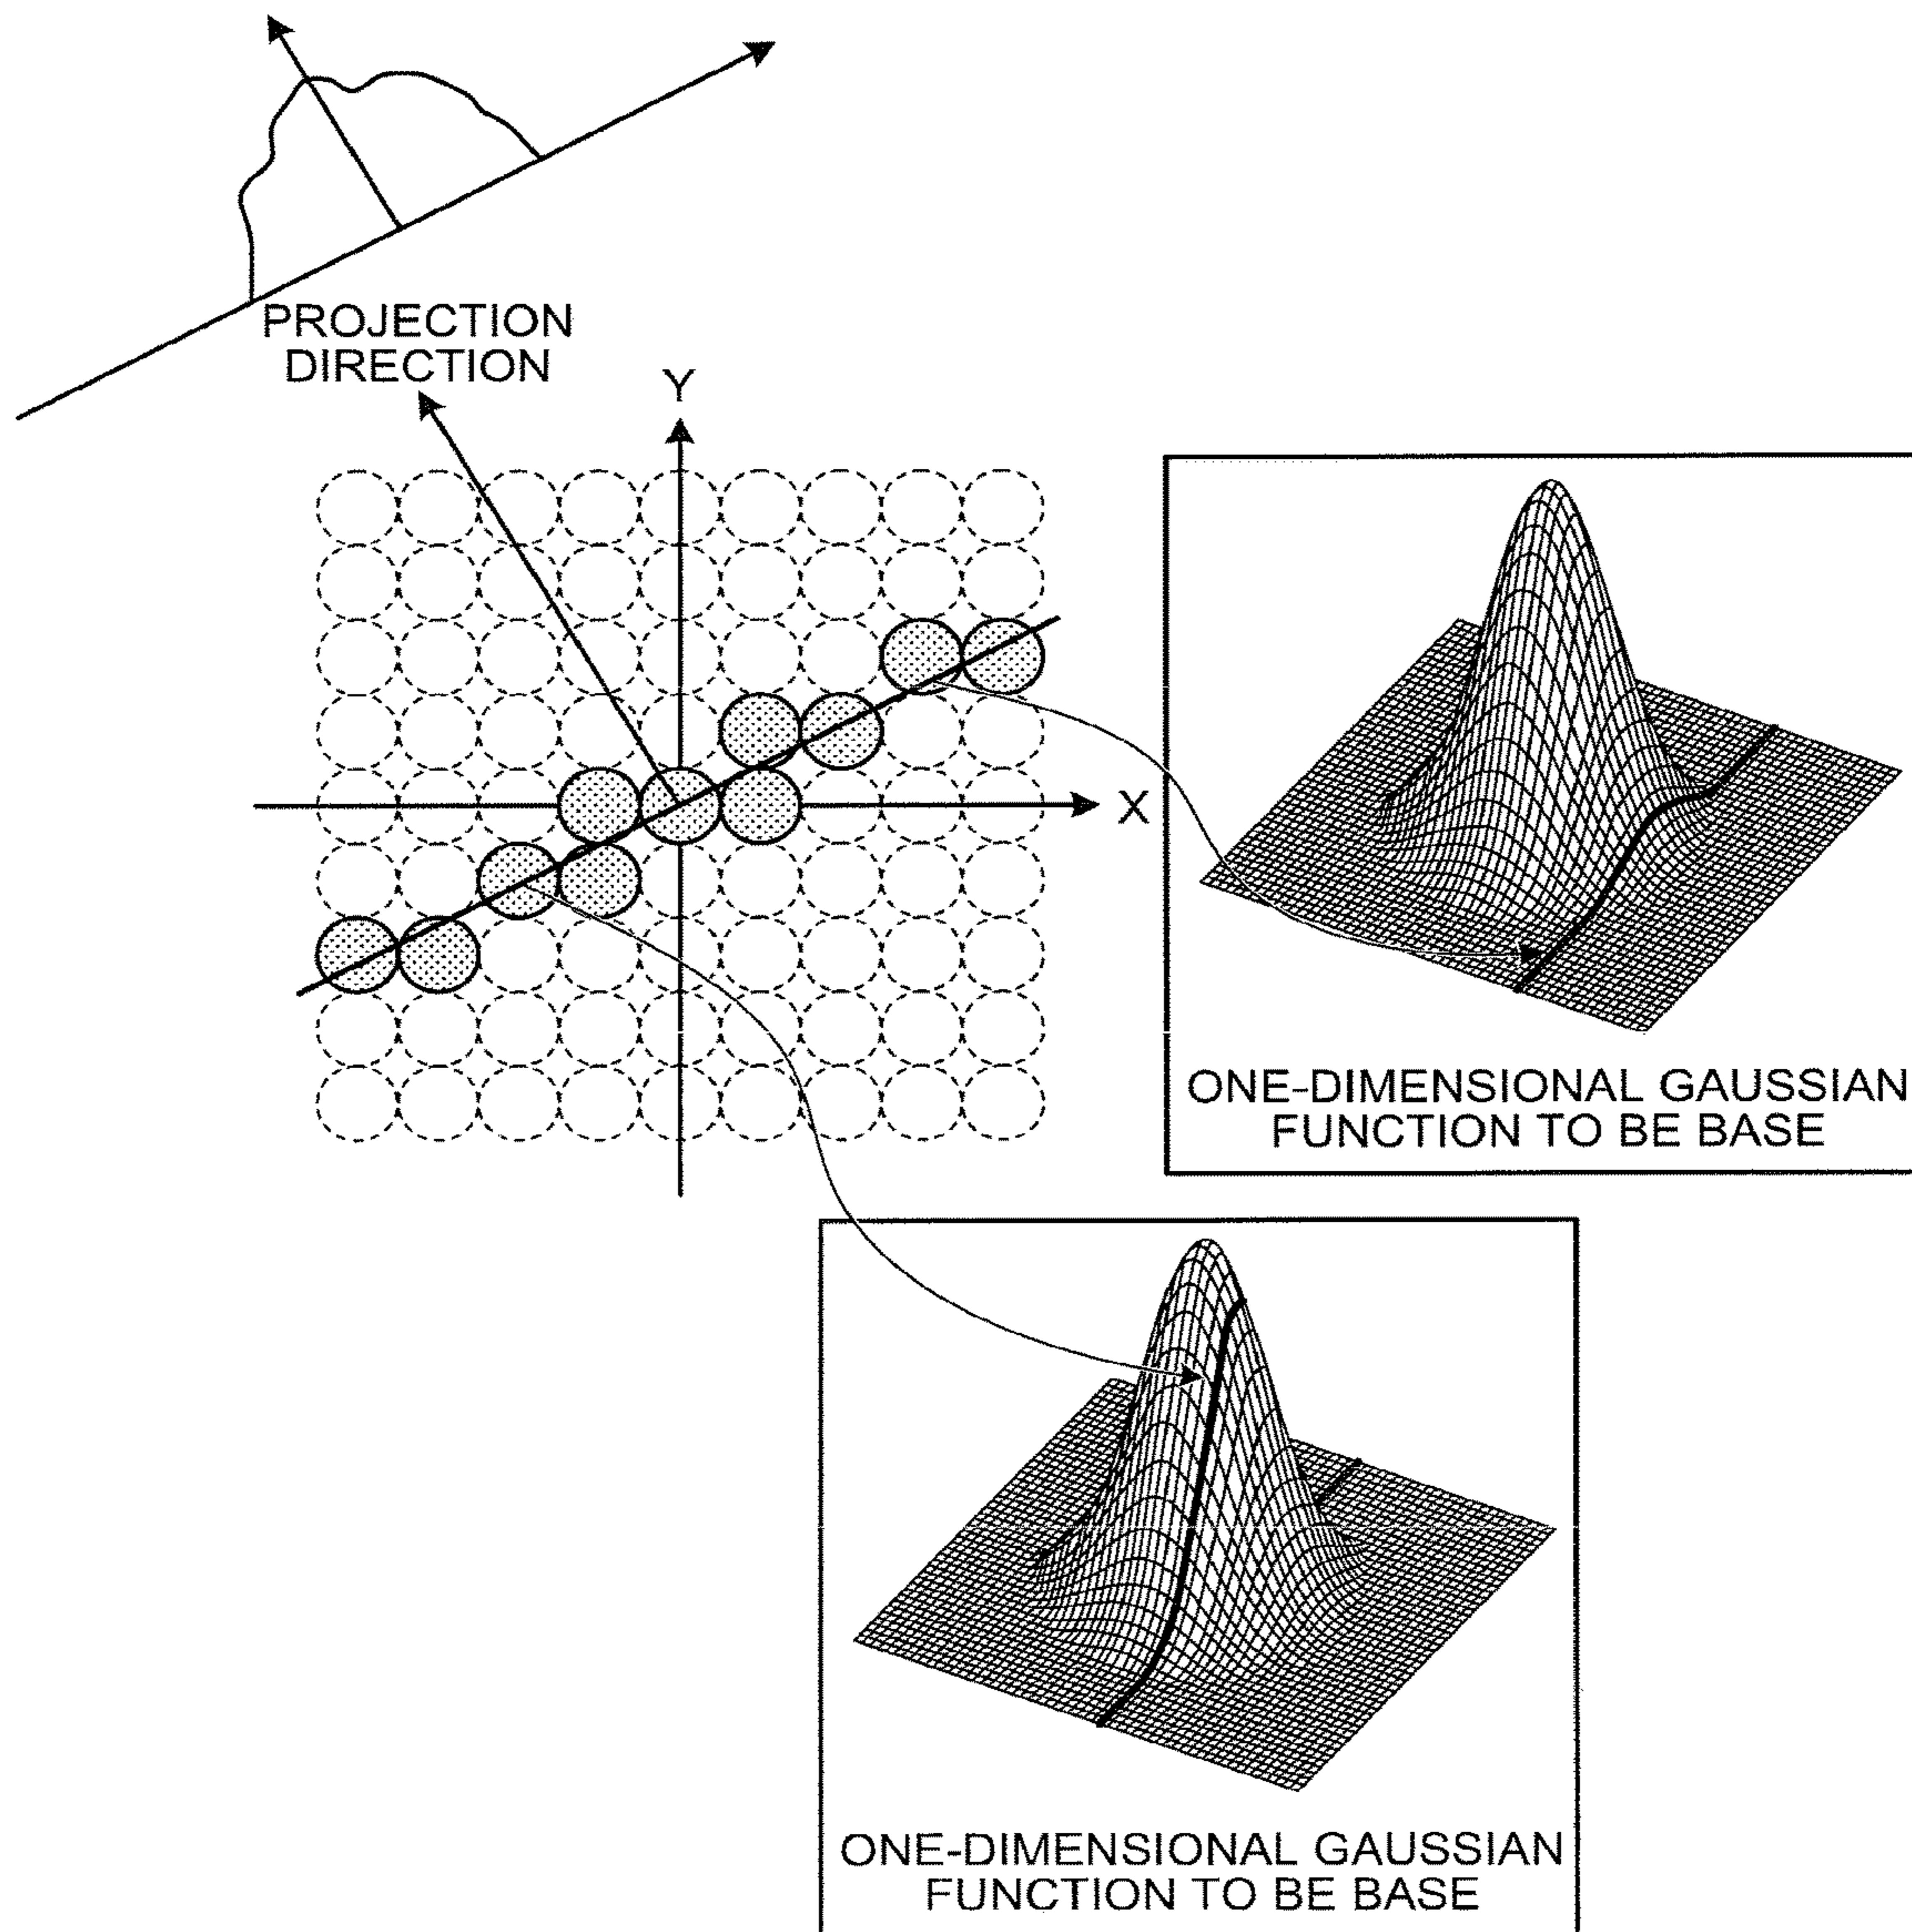 PROJECTION
DIRECTION
Y
X
ONE-DIMENSIONAL GAUSSIAN
FUNCTION TO BE BASE
ONE-DIMENSIONAL GAUSSIAN
FUNCTION TO BE BASE